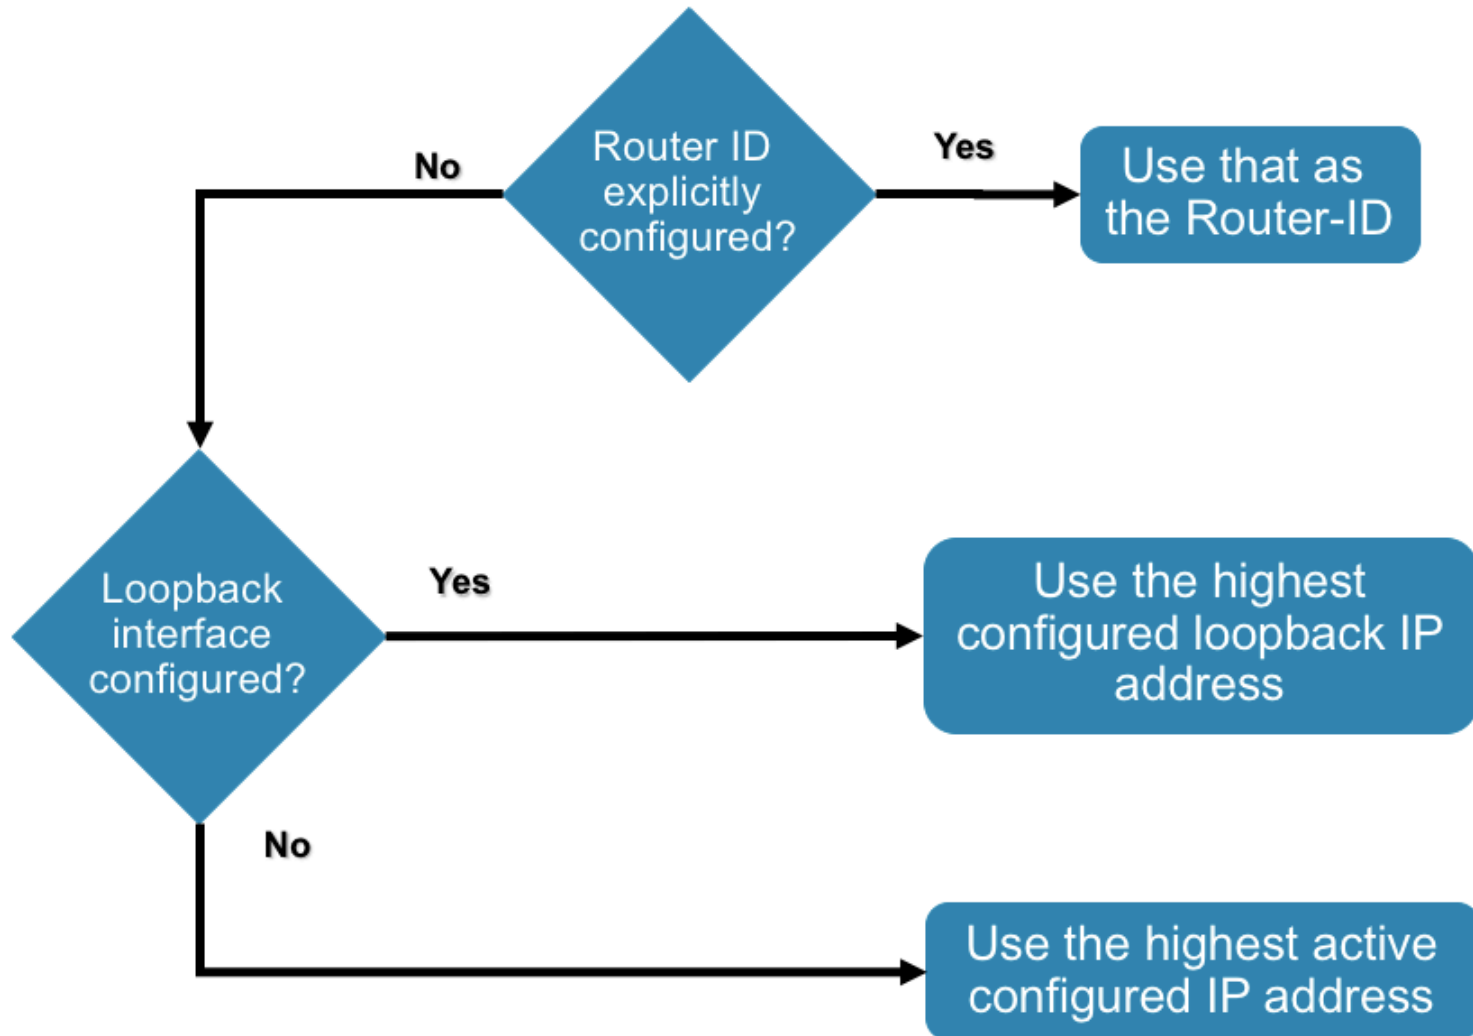 Router ID
explicitly
configured?
No
Yes
Use that as
the Router-ID
Loopback
interface
configured?
Yes
Use the highest
configured loopback IP
address
No
Use the highest active
configured IP address